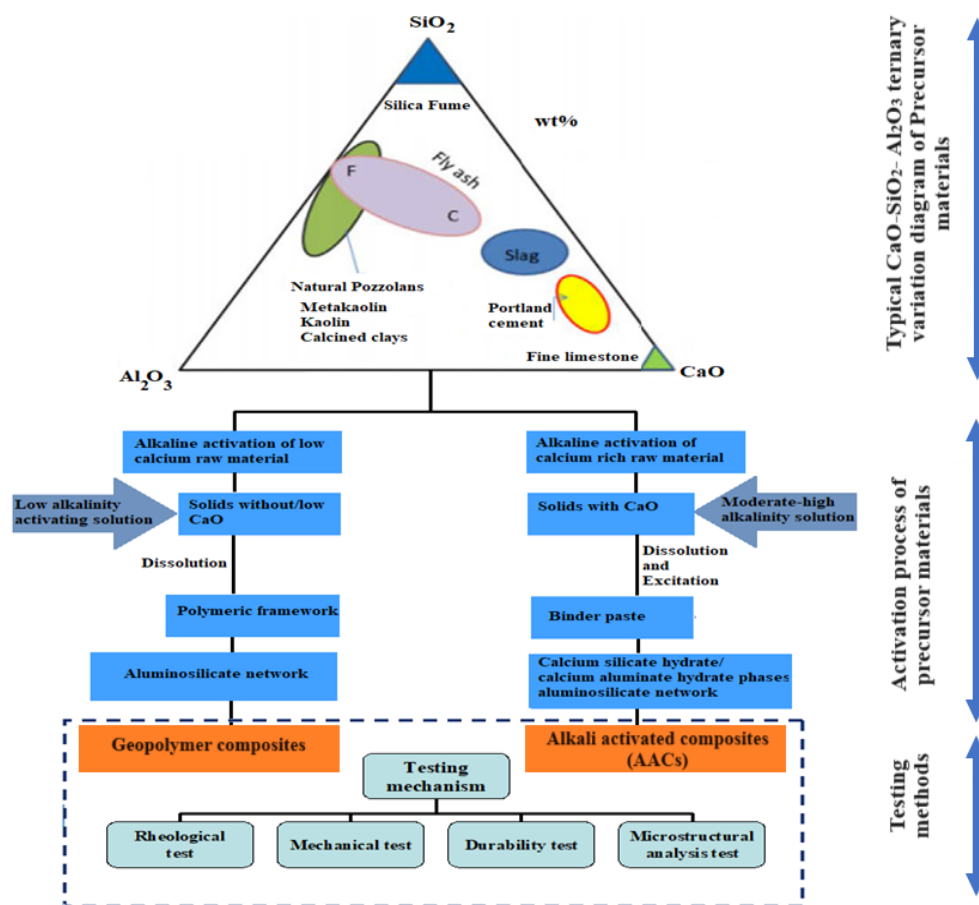 SiO₂
Silica Fume
wt%
F
Fly ash
C
Slag
Natural Pozzolans
Metakaolin
Kaolin
Calcined clays
Portland
cement
Fine limestone
Al₂O₃
CaO
Typical CaO-SiO₂- Al₂O₃ ternary
variation diagram of Precursor
materials
Alkaline activation of low
calcium raw material
Alkaline activation of
calcium rich raw material
Low alkalinity
activating solution
Solids without/low
CaO
Solids with CaO
Moderate-high
alkalinity solution
Dissolution
Dissolution
and
Excitation
Polymeric framework
Binder paste
Aluminosilicate network
Calcium silicate hydrate/
calcium aluminate hydrate phases
aluminosilicate network
Activation process of
precursor materials
Geopolymer composites
Alkali activated composites
(AACs)
Testing
mechanism
Rheological
test
Mechanical test
Durability test
Microstructural
analysis test
Testing
methods